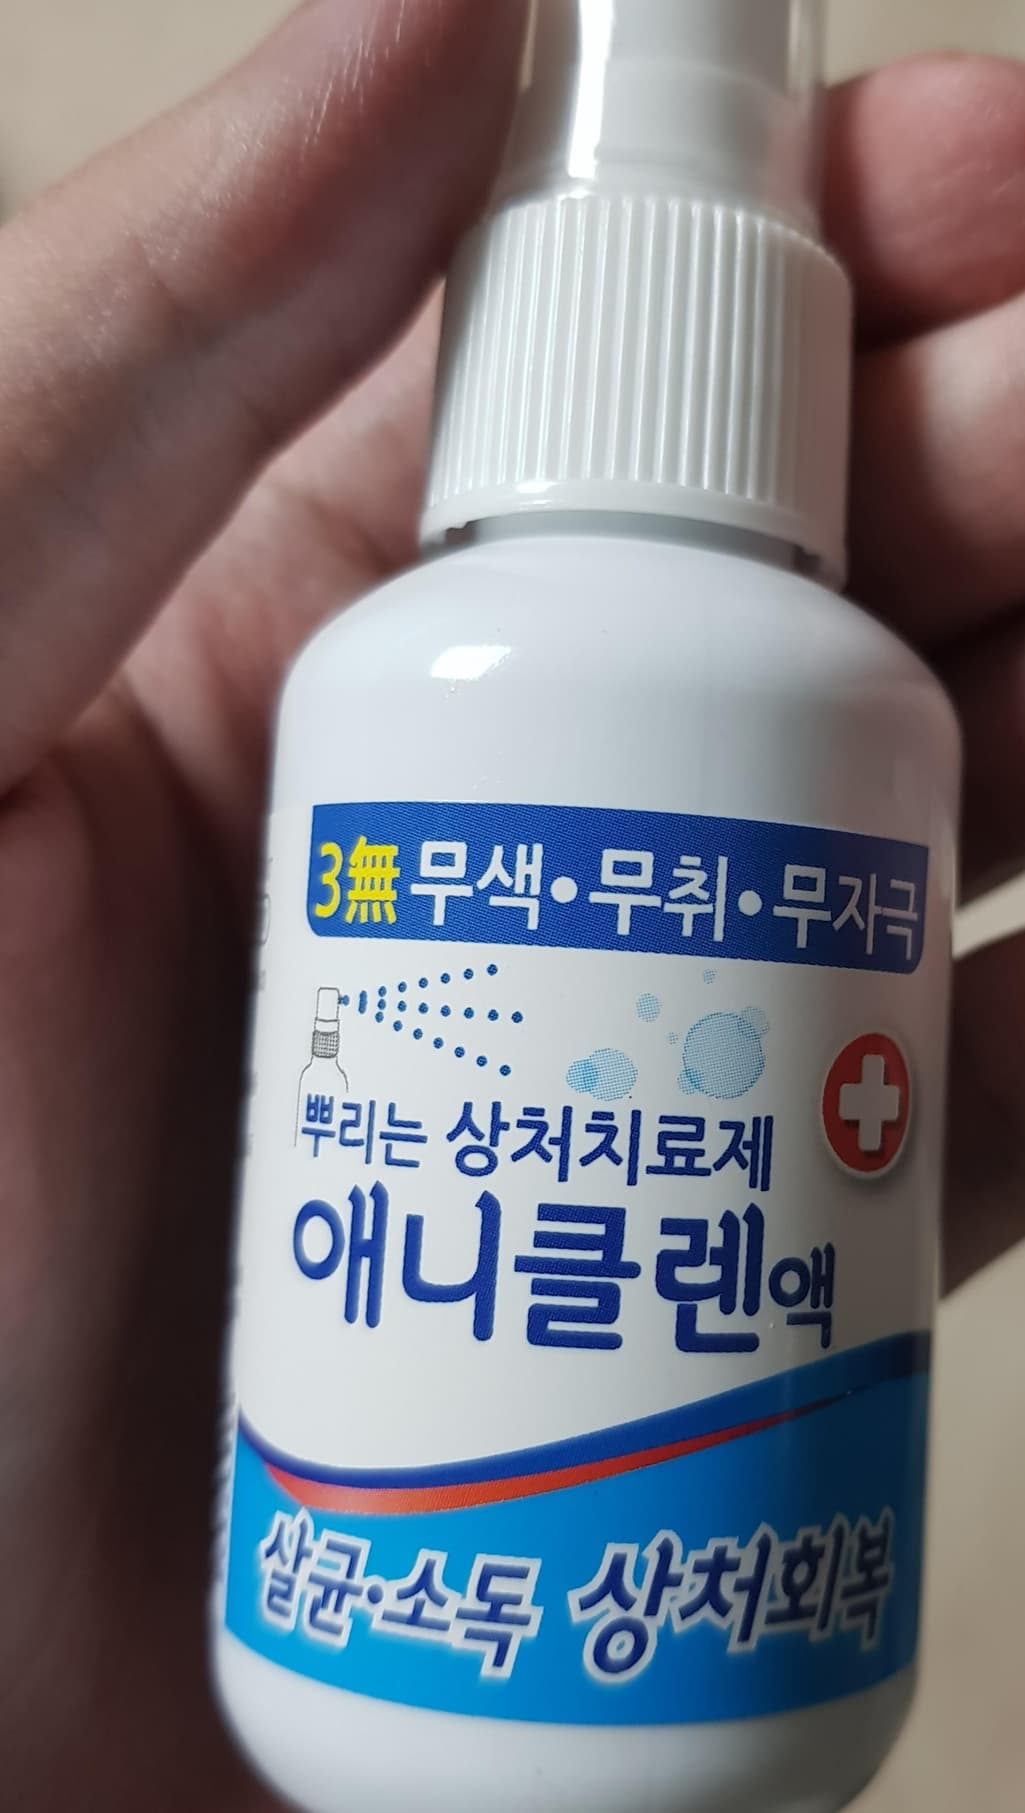 3無 무색•무취•무자극
뿌리는 상처치료제
애니클렌액
살균·소독 상처회복